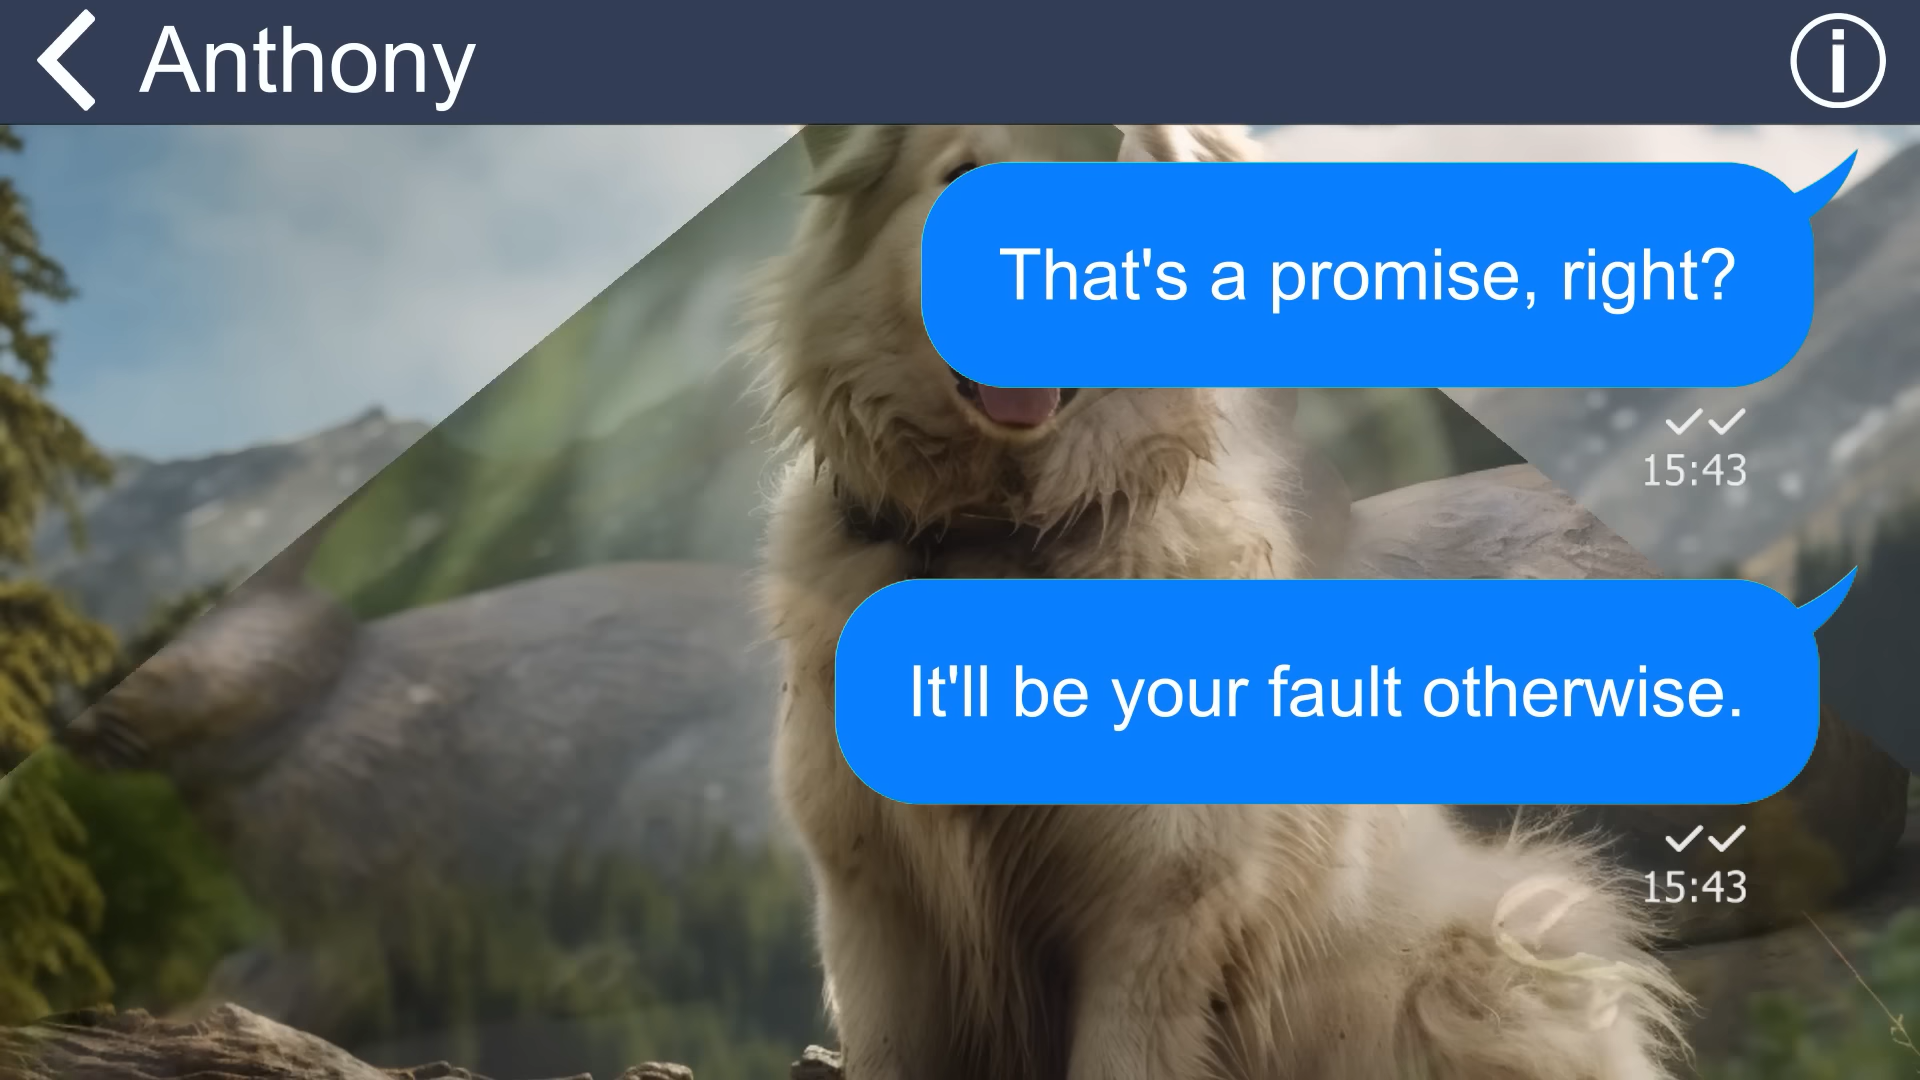 Anthony
That's a promise, right?
15:43
It'll be your fault otherwise.
15:43